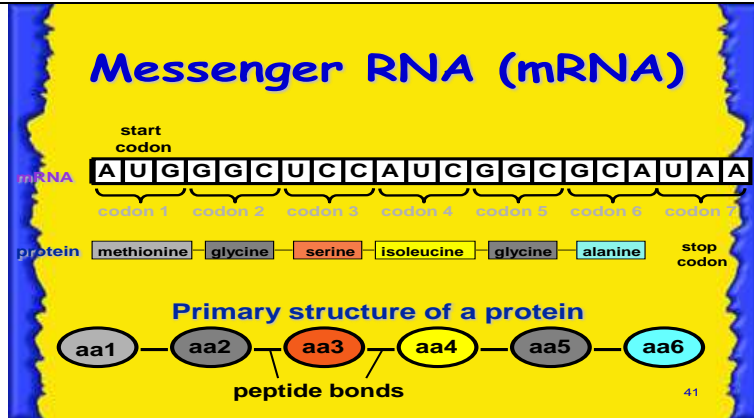 Messenger RNA (mRNA)
start
codon
mRNA A U G G G C U C C A U C G G C G C A U A A
codon 1 codon 2 codon 3 codon 4 codon 5 codon 6 codon 7
protein methionine glycine serine isoleucine glycine alanine stop
codon
Primary structure of a protein
aa1 aa2 aa3 aa4 aa5 aa6
peptide bonds
41